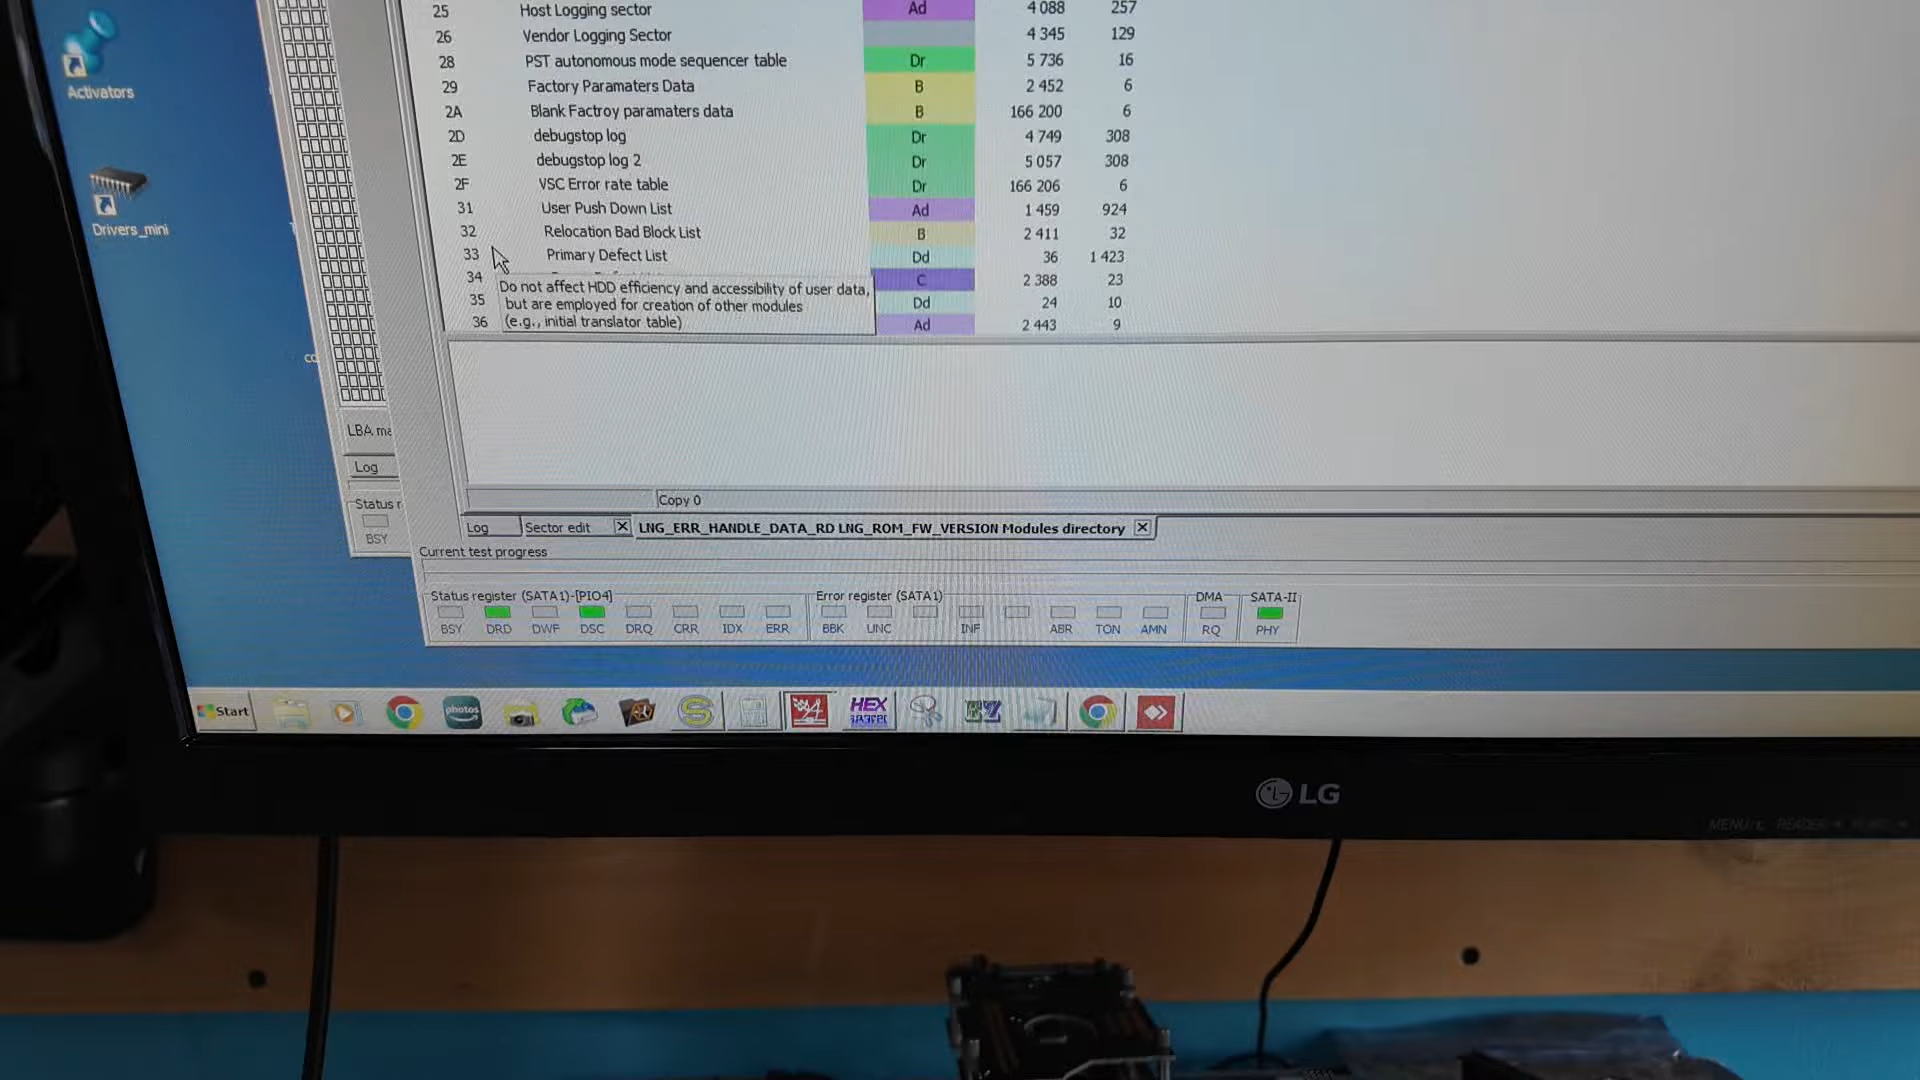 25 Host Logging sector Ad 4 088 257
26 Vendor Logging Sector 4 345 129
28 PST autonomous mode sequencer table Dr 5 736 16
29 Factory Paramaters Data B 2 452 6
2A Blank Factroy paramaters data B 166 200 6
2D debugstop log Dr 4 749 308
2E debugstop log 2 Dr 5 057 308
2F VSC Error rate table Dr 166 206 6
31 User Push Down List Ad 1 459 924
32 Relocation Bad Block List B 2 411 32
33 Primary Defect List Dd 36 1 423
34 C 2 388 23
35 Dd 24 10
36 Ad 2 443 9
Do not affect HDD efficiency and accessibility of user data,
but are employed for creation of other modules
(e.g., initial translator table)
Activators
Drivers_mini
co
LBA ma
Log
Status r
BSY
Copy 0
Log Sector edit LNG_ERR_HANDLE_DATA_RD LNG_ROM_FW_VERSION Modules directory
Current test progress
Status register (SATA1)-[PIO4] Error register (SATA1) DMA SATA-II
BSY DRD DWF DSC DRQ CRR IDX ERR BBK UNC INF ABR TON AMN RQ PHY
Start photos HEX
LG